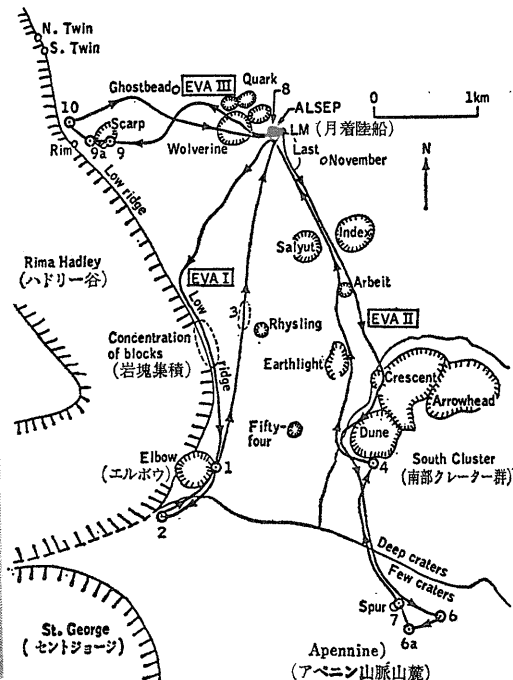 N. Twin
S. Twin
Ghostbead
EVA III
Quark
8
ALSEP
0
1km
10
Scarp
LM (月着陸船)
Rim
9a
9
Wolverine
Last
November
N
Low ridge
Salyut
Index
Rima Hadley
(ハドリー谷)
EVA I
Arbeit
Low
ridge
3
EVA II
Rhysling
Concentration
of blocks
(岩塊集積)
Earthlight
Crescent
Arrowhead
Fifty-
four
Dune
Elbow
(エルボウ)
1
4
South Cluster
(南部クレーター群)
2
Deep craters
Few craters
Spur
7
6
6a
St. George
(セントジョージ)
Apennine)
(アペニン山脈山麓)